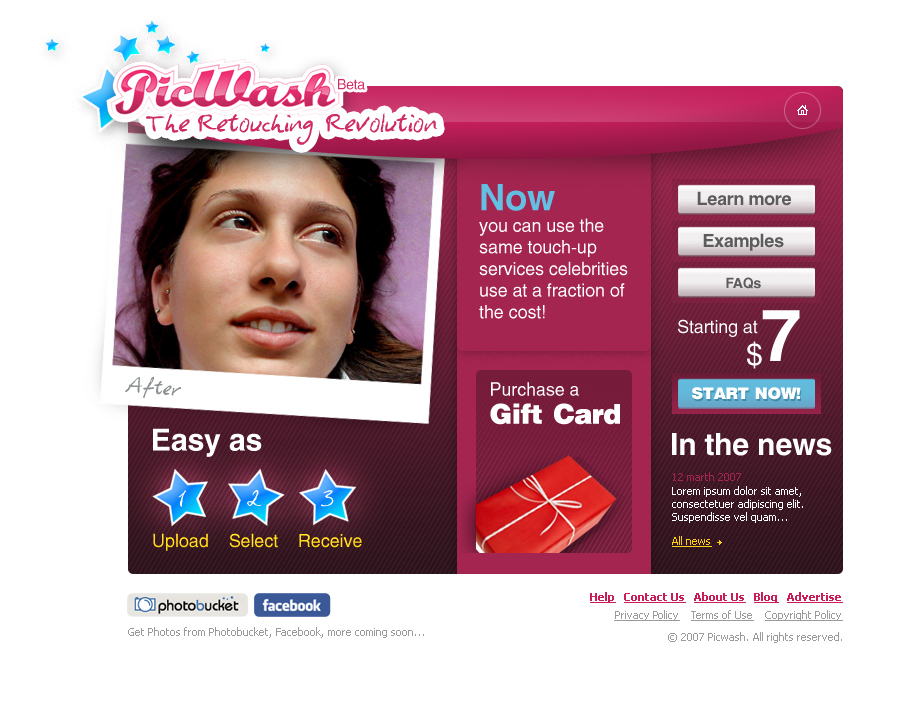 PicWash Beta
The Retouching Revolution
After
Easy as
1 2 3
Upload Select Receive
Now
you can use the
same touch-up
services celebrities
use at a fraction of
the cost!
Purchase a
Gift Card
Learn more
Examples
FAQs
Starting at
$7
START NOW!
In the news
12 marth 2007
Lorem ipsum dolor sit amet,
consectetuer adipiscing elit.
Suspendisse vel quam...
All news
photobucket facebook
Get Photos from Photobucket, Facebook, more coming soon...
Help Contact Us About Us Blog Advertise
Privacy Policy Terms of Use Copyright Policy
© 2007 Picwash. All rights reserved.